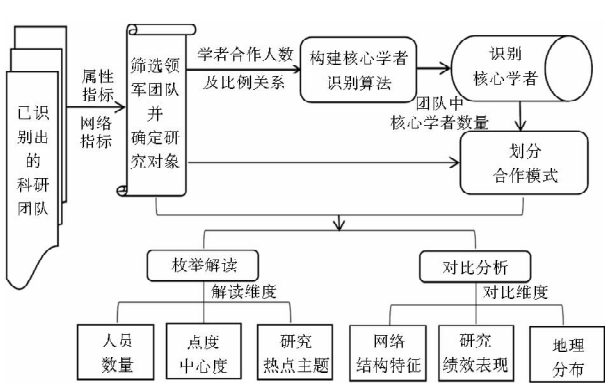 已识
别出
的
科研
团队
属性
指标
网络
指标
筛选领
军团队
并
确定研
究对象
学者合作人数
及比例关系
构建核心学者
识别算法
识别
核心学者
团队中
核心学者数量
划分
合作模式
枚举解读
对比分析
解读维度
对比维度
人员
数量
点度
中心度
研究
热点主题
网络
结构特征
研究
绩效表现
地理
分布